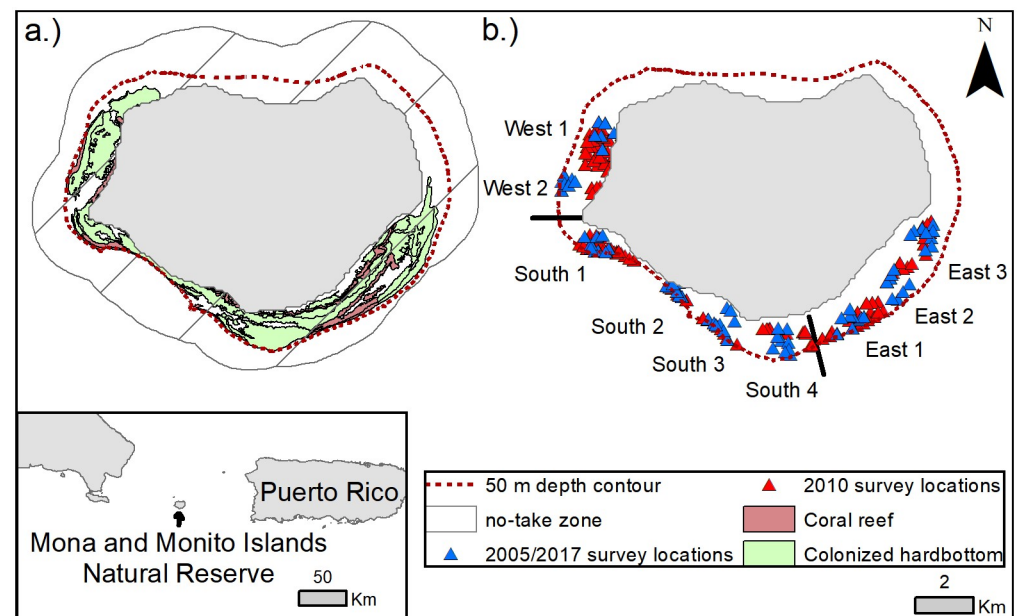 a.)
b.)
N
West 1
West 2
South 1
South 2
South 3
South 4
East 1
East 2
East 3
Puerto Rico
Mona and Monito Islands
Natural Reserve
50
Km
50 m depth contour
no-take zone
2005/2017 survey locations
2010 survey locations
Coral reef
Colonized hardbottom
2
Km